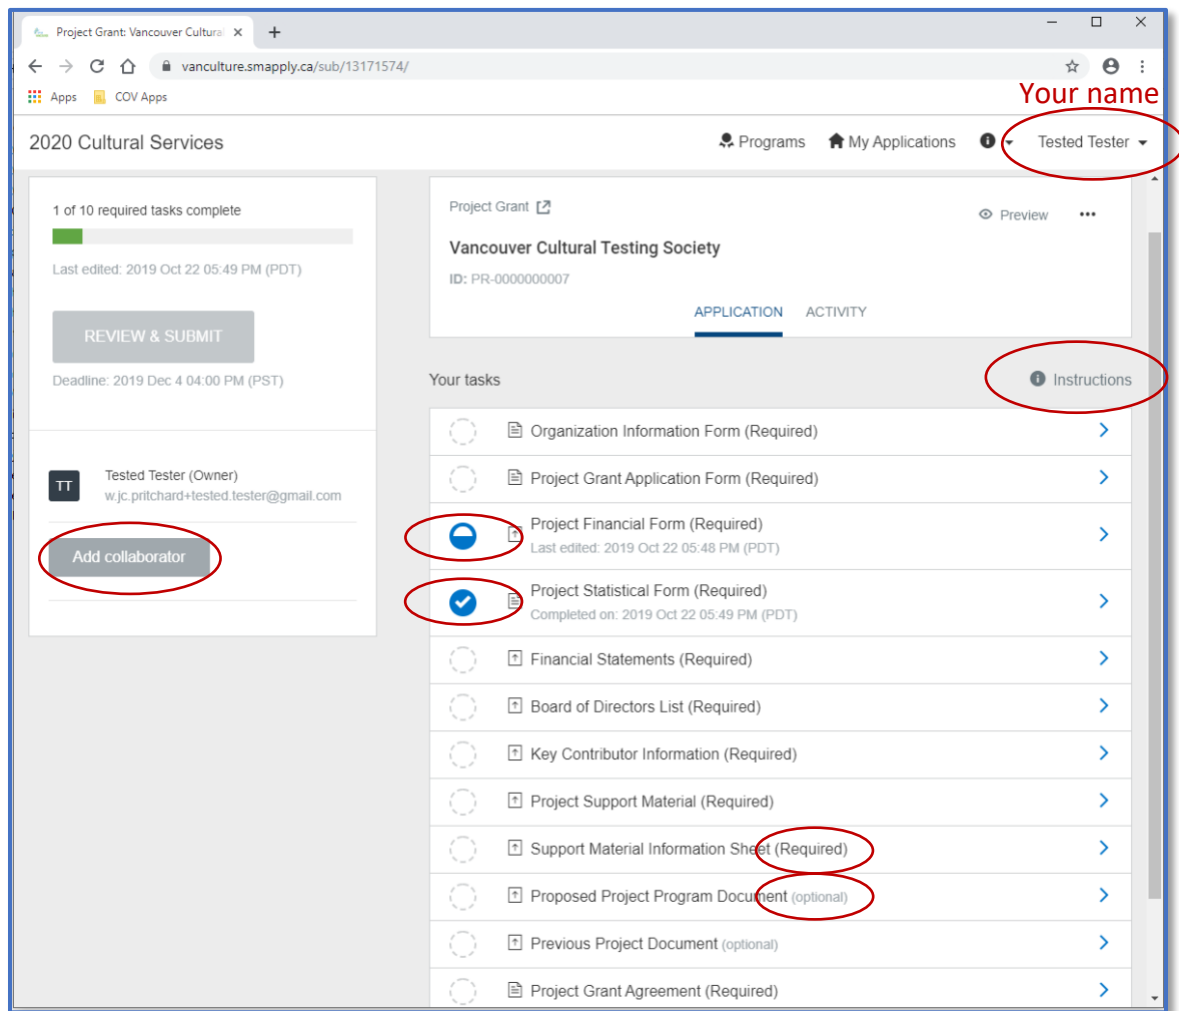 Project Grant: Vancouver Cultural
vanculture.smapply.ca/sub/13171574/
Apps COV Apps
Your name
2020 Cultural Services
Programs My Applications Tested Tester
1 of 10 required tasks complete
Last edited: 2019 Oct 22 05:49 PM (PDT)
REVIEW & SUBMIT
Deadline: 2019 Dec 4 04:00 PM (PST)
TT
Tested Tester (Owner)
w.jc.pritchard+tested.tester@gmail.com
Add collaborator
Project Grant
Preview
Vancouver Cultural Testing Society
ID: PR-0000000007
APPLICATION ACTIVITY
Your tasks
Instructions
Organization Information Form (Required)
Project Grant Application Form (Required)
Project Financial Form (Required)
Last edited: 2019 Oct 22 05:48 PM (PDT)
Project Statistical Form (Required)
Completed on: 2019 Oct 22 05:49 PM (PDT)
Financial Statements (Required)
Board of Directors List (Required)
Key Contributor Information (Required)
Project Support Material (Required)
Support Material Information Sheet (Required)
Proposed Project Program Document (optional)
Previous Project Document (optional)
Project Grant Agreement (Required)